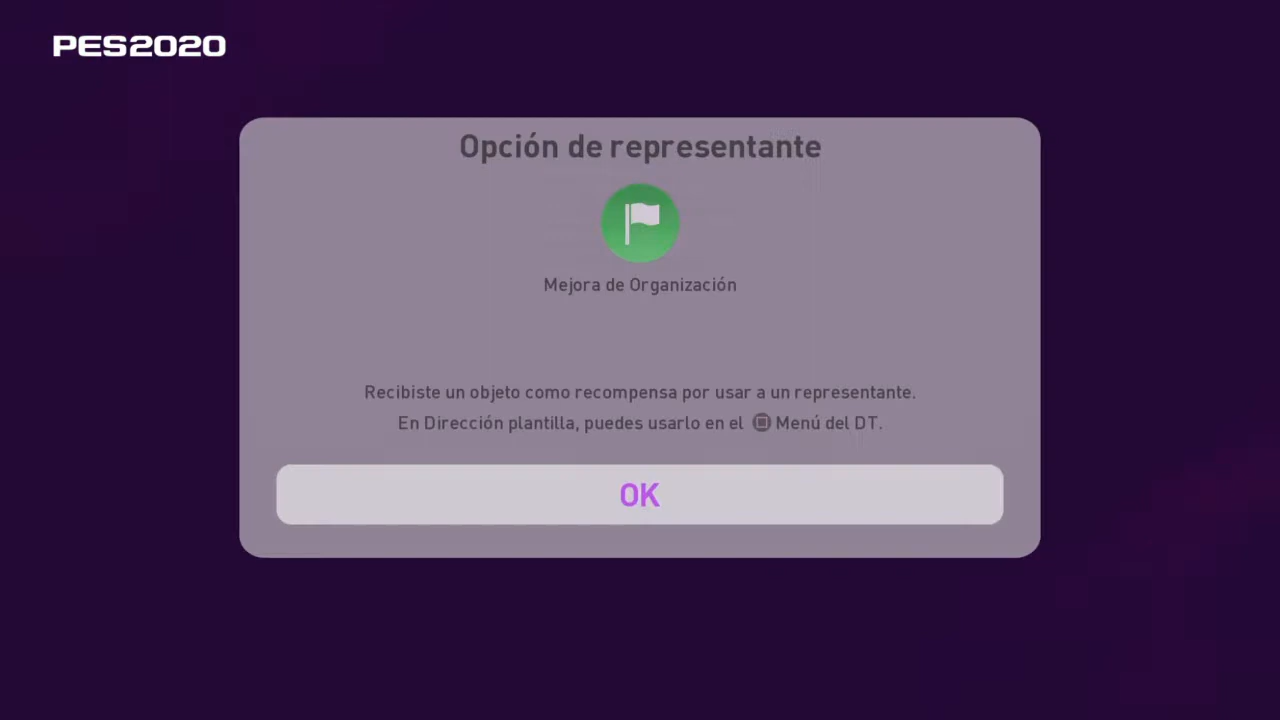 PES2020
Opción de representante
Mejora de Organización
Recibiste un objeto como recompensa por usar a un representante.
En Dirección plantilla, puedes usarlo en el Menú del DT.
OK